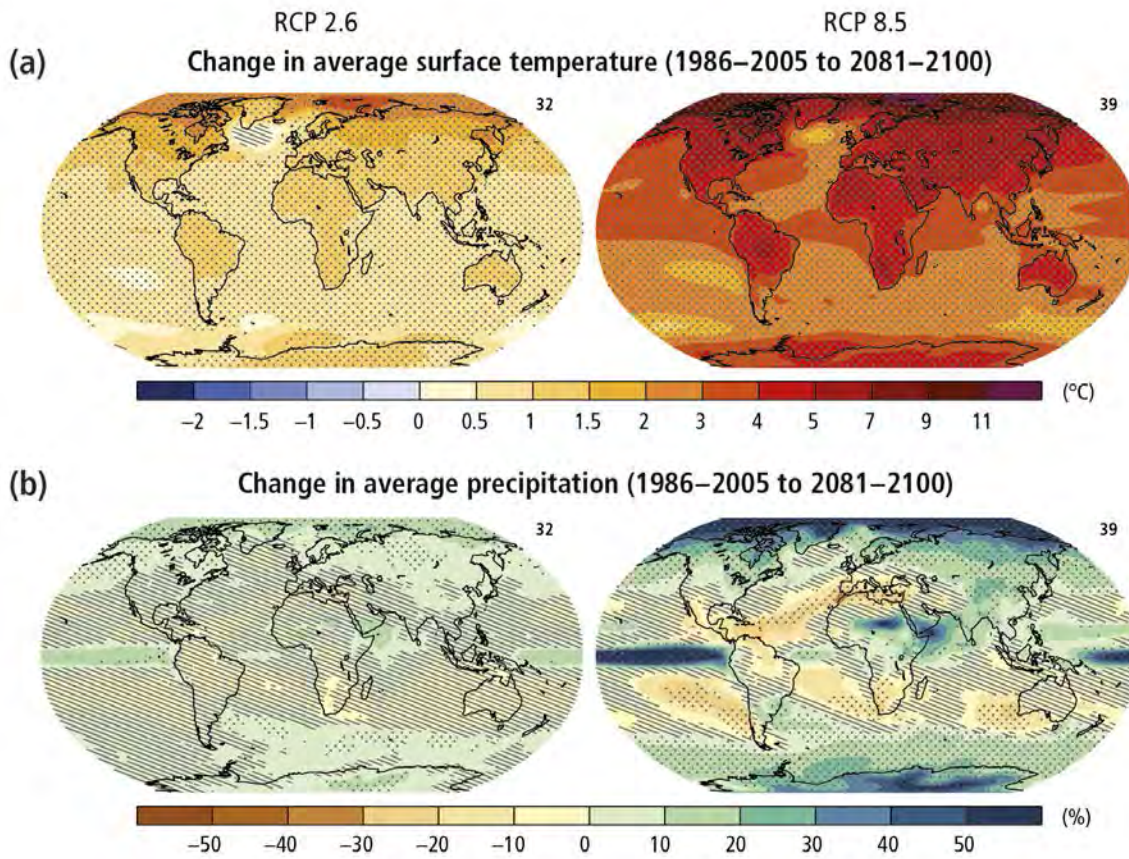 RCP 2.6 RCP 8.5
(a) Change in average surface temperature (1986–2005 to 2081–2100)
32 39
(°C)
−2 −1.5 −1 −0.5 0 0.5 1 1.5 2 3 4 5 7 9 11
(b) Change in average precipitation (1986–2005 to 2081–2100)
32 39
(%)
−50 −40 −30 −20 −10 0 10 20 30 40 50